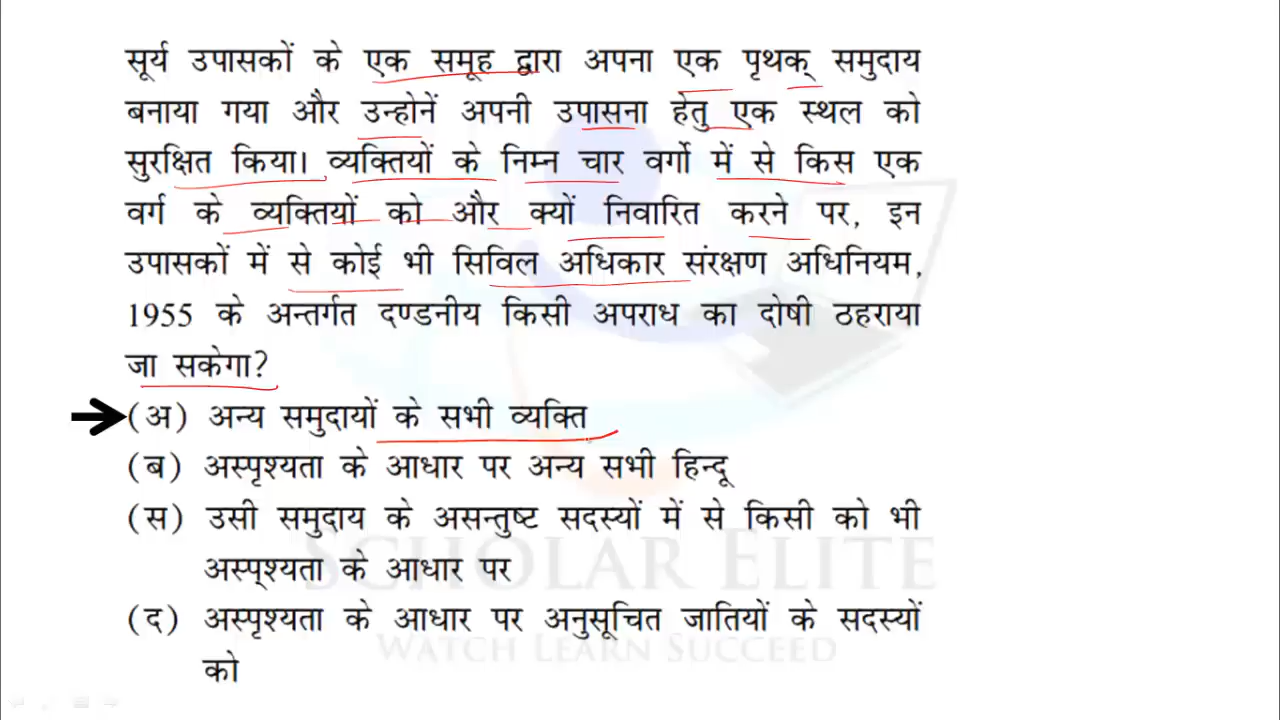 सूर्य उपासकों के एक समूह द्वारा अपना एक पृथक् समुदाय
बनाया गया और उन्होनें अपनी उपासना हेतु एक स्थल को
सुरक्षित किया। व्यक्तियों के निम्न चार वर्गो में से किस एक
वर्ग के व्यक्तियों को और क्यों निवारित करने पर, इन
उपासकों में से कोई भी सिविल अधिकार संरक्षण अधिनियम,
1955 के अन्तर्गत दण्डनीय किसी अपराध का दोषी ठहराया
जा सकेगा?
(अ) अन्य समुदायों के सभी व्यक्ति
(ब) अस्पृश्यता के आधार पर अन्य सभी हिन्दू
(स) उसी समुदाय के असन्तुष्ट सदस्यों में से किसी को भी
अस्प्श्यता के आधार पर
SCHOLAR ELITE
(द) अस्पृश्यता के आधार पर अनुसूचित जातियों के सदस्यों
WATCH LEARN SUCCEED
को